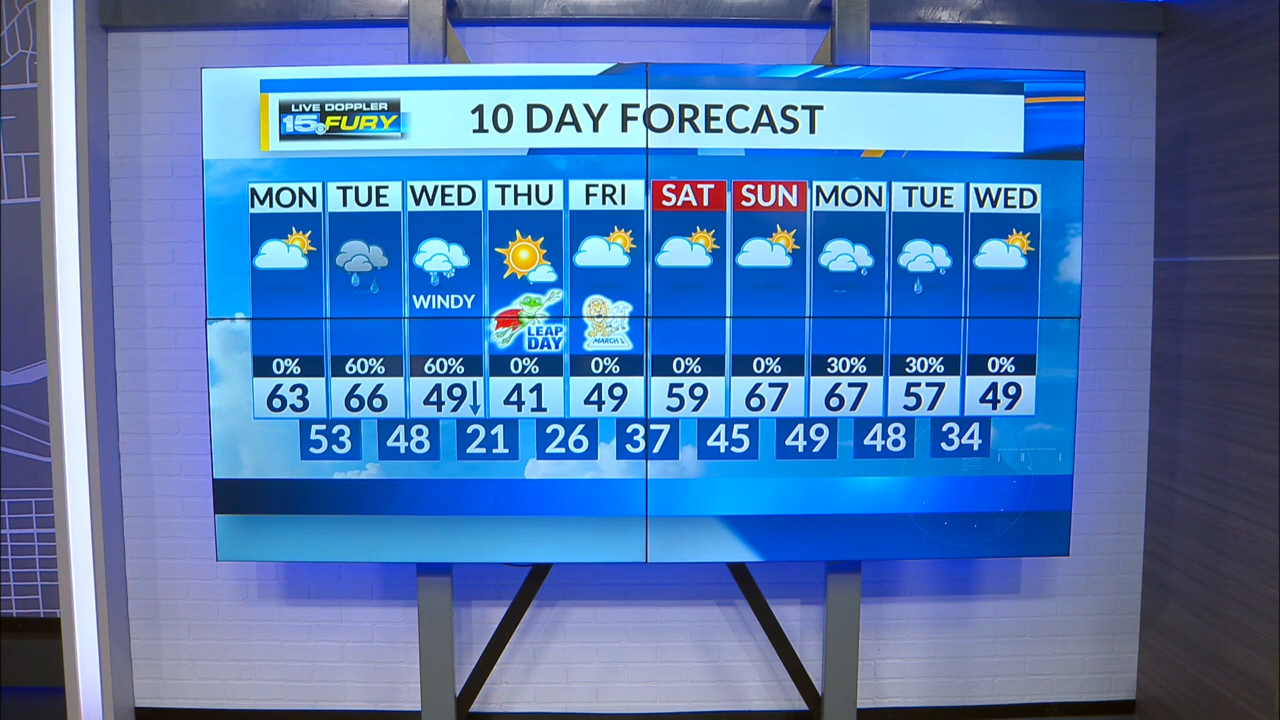 LIVE DOPPLER
15 FURY
10 DAY FORECAST
MON TUE WED THU FRI SAT SUN MON TUE WED
WINDY
LEAP
DAY
MARCH 1
0% 60% 60% 0% 0% 0% 0% 30% 30% 0%
63 66 49↓ 41 49 59 67 67 57 49
53 48 21 26 37 45 49 48 34